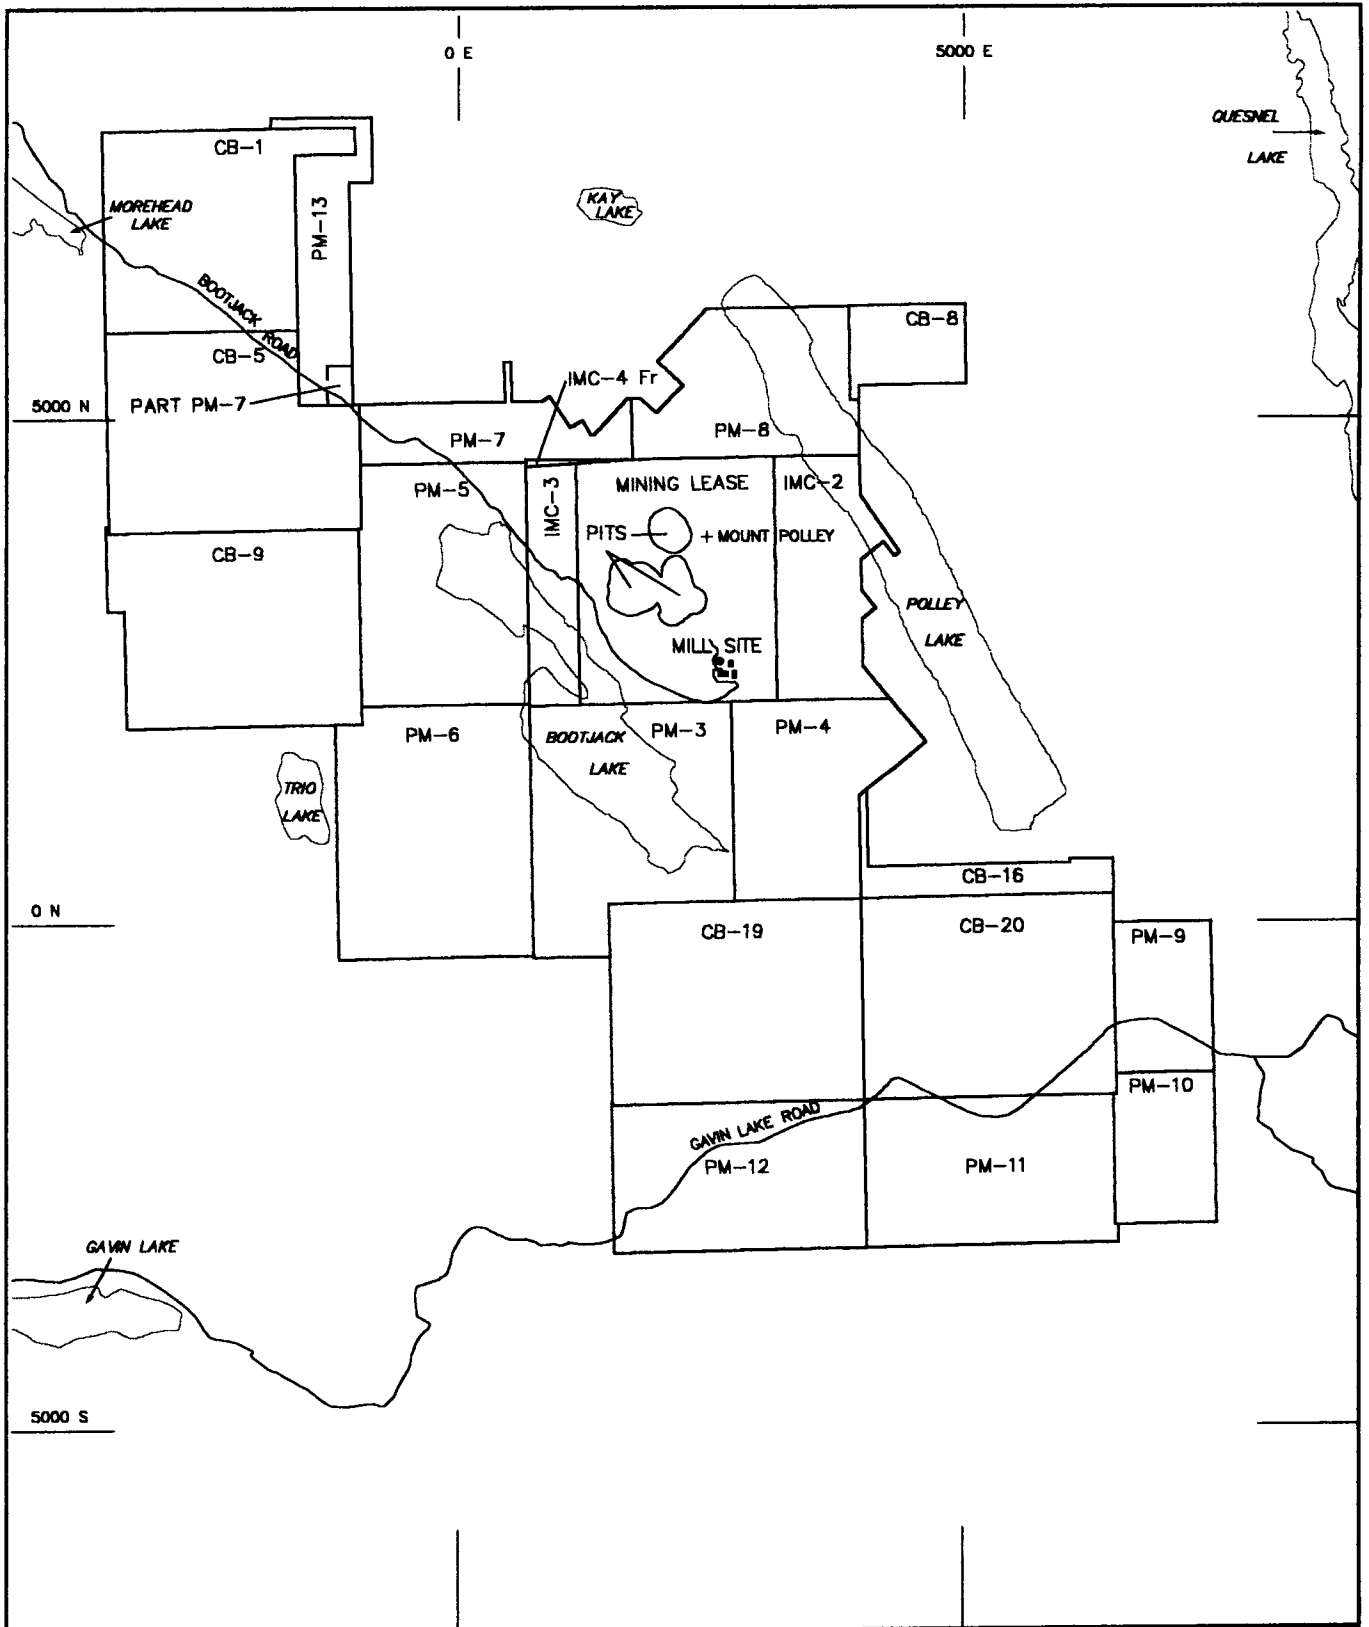 0 E
5000 E
QUESNEL
LAKE
CB-1
MOREHEAD
LAKE
PM-13
KAY
LAKE
BOOTJACK ROAD
CB-8
CB-5
IMC-4 Fr
5000 N
PART PM-7
PM-7
PM-8
PM-5
IMC-3
MINING LEASE
IMC-2
PITS
+ MOUNT POLLEY
CB-9
POLLEY
LAKE
MILL SITE
PM-6
BOOTJACK
LAKE
PM-3
PM-4
TRIO
LAKE
CB-16
0 N
CB-19
CB-20
PM-9
PM-10
GAVIN LAKE ROAD
PM-12
PM-11
GAVIN LAKE
5000 S